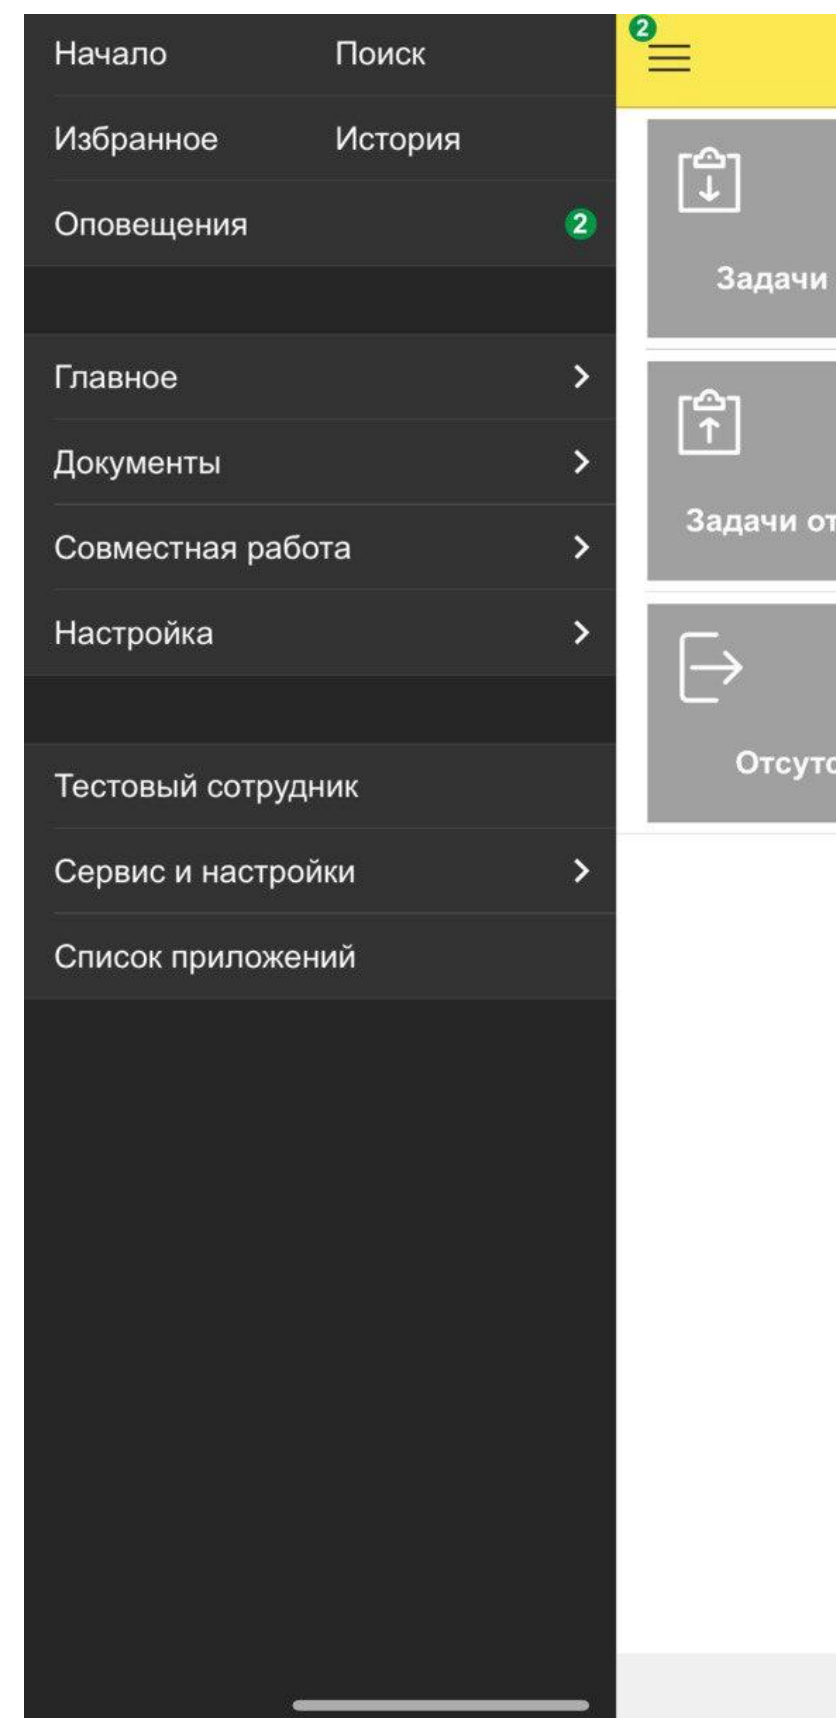 Начало Поиск
Избранное История
Оповещения 2
Главное
Документы
Совместная работа
Настройка
Тестовый сотрудник
Сервис и настройки
Список приложений
2
Задачи
Задачи от
Отсутс